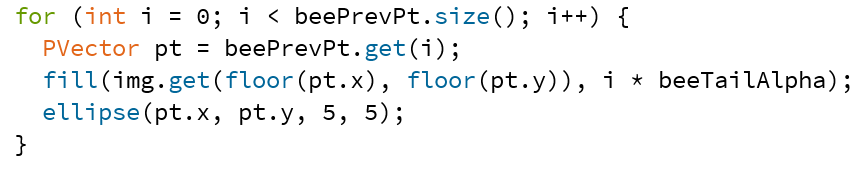 for (int i = 0; i < beePrevPt.size(); i++) {
  PVector pt = beePrevPt.get(i);
  fill(img.get(floor(pt.x), floor(pt.y)), i * beeTailAlpha);
  ellipse(pt.x, pt.y, 5, 5);
}